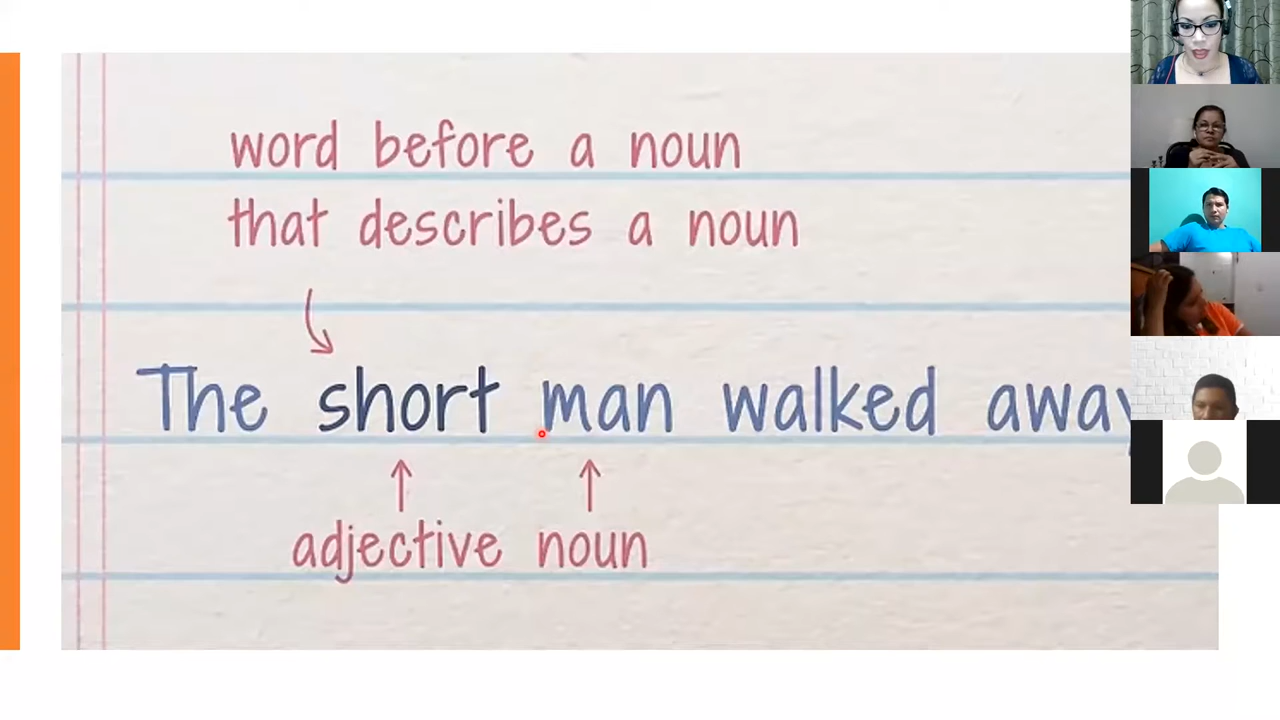 word before a noun
that describes a noun
The short man walked away
adjective noun